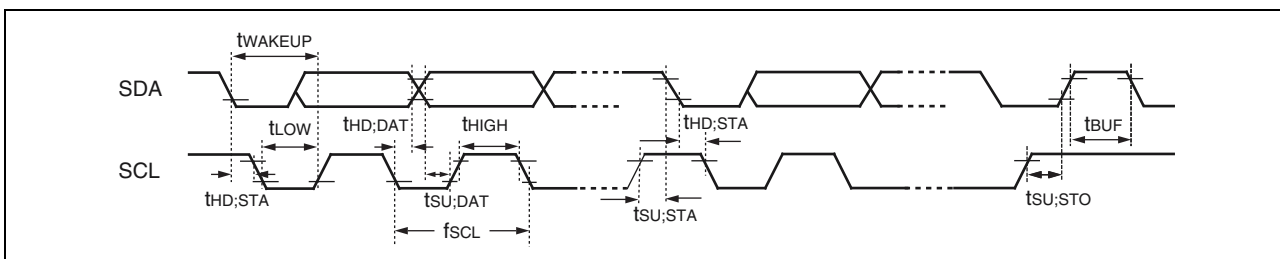 tWAKEUP
SDA
tLOW
tHD;DAT
tHIGH
tHD;STA
tBUF
SCL
tHD;STA
tSU;DAT
tSU;STA
tSU;STO
fSCL